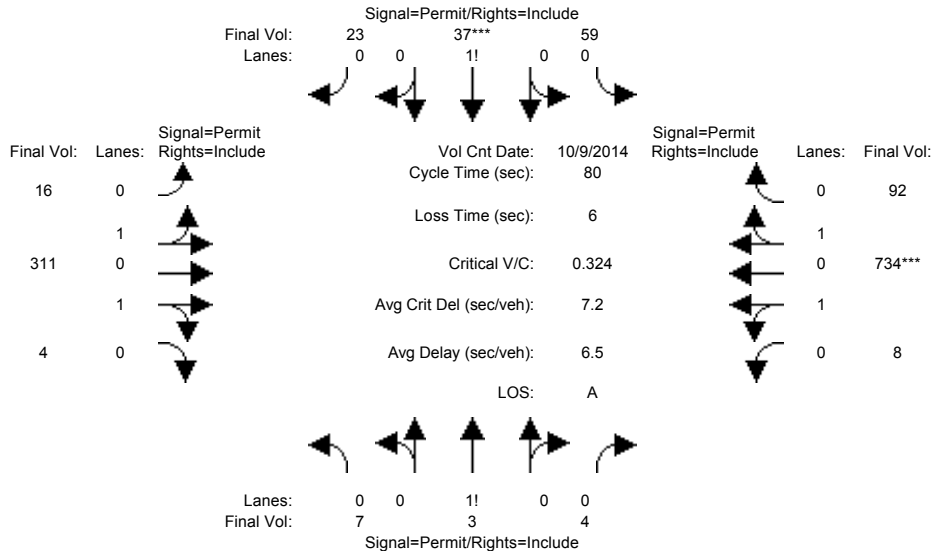 Signal=Permit/Rights=Include
Final Vol: 23 37*** 59
Lanes: 0 0 1! 0 0
Signal=Permit Signal=Permit
Final Vol: Lanes: Rights=Include Vol Cnt Date: 10/9/2014 Rights=Include Lanes: Final Vol:
Cycle Time (sec): 80
16 0 0 92
Loss Time (sec): 6
1 1
311 0 Critical V/C: 0.324 0 734***
1 Avg Crit Del (sec/veh): 7.2 1
4 0 Avg Delay (sec/veh): 6.5 0 8
LOS: A
Lanes: 0 0 1! 0 0
Final Vol: 7 3 4
Signal=Permit/Rights=Include